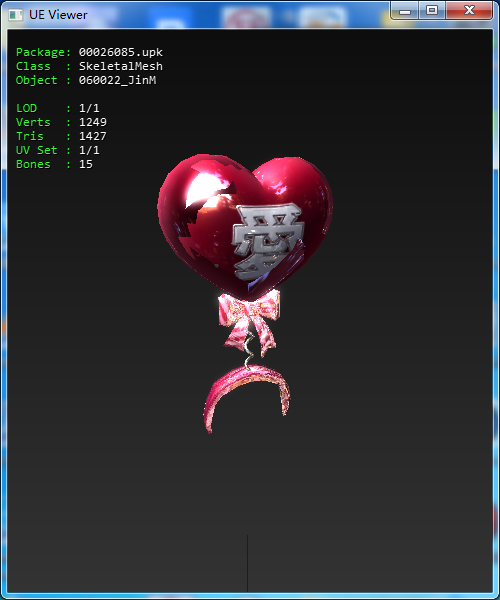 UE Viewer
Package: 00026085.upk
Class : SkeletalMesh
Object : 060022_JinM
LOD : 1/1
Verts : 1249
Tris : 1427
UV Set : 1/1
Bones : 15
愛